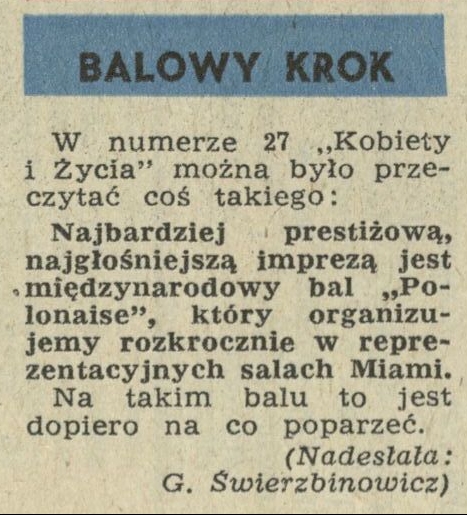 BALOWY KROK
W numerze 27 „Kobiety
i Życia” można było prze-
czytać coś takiego:
Najbardziej prestiżową,
najgłośniejszą imprezą jest
międzynarodowy bal „Po-
lonaise”, który organizu-
jemy rozkrocznie w repre-
zentacyjnych salach Miami.
Na takim balu to jest
dopiero na co poparzeć.
(Nadesłała:
G. Świerzbinowicz)